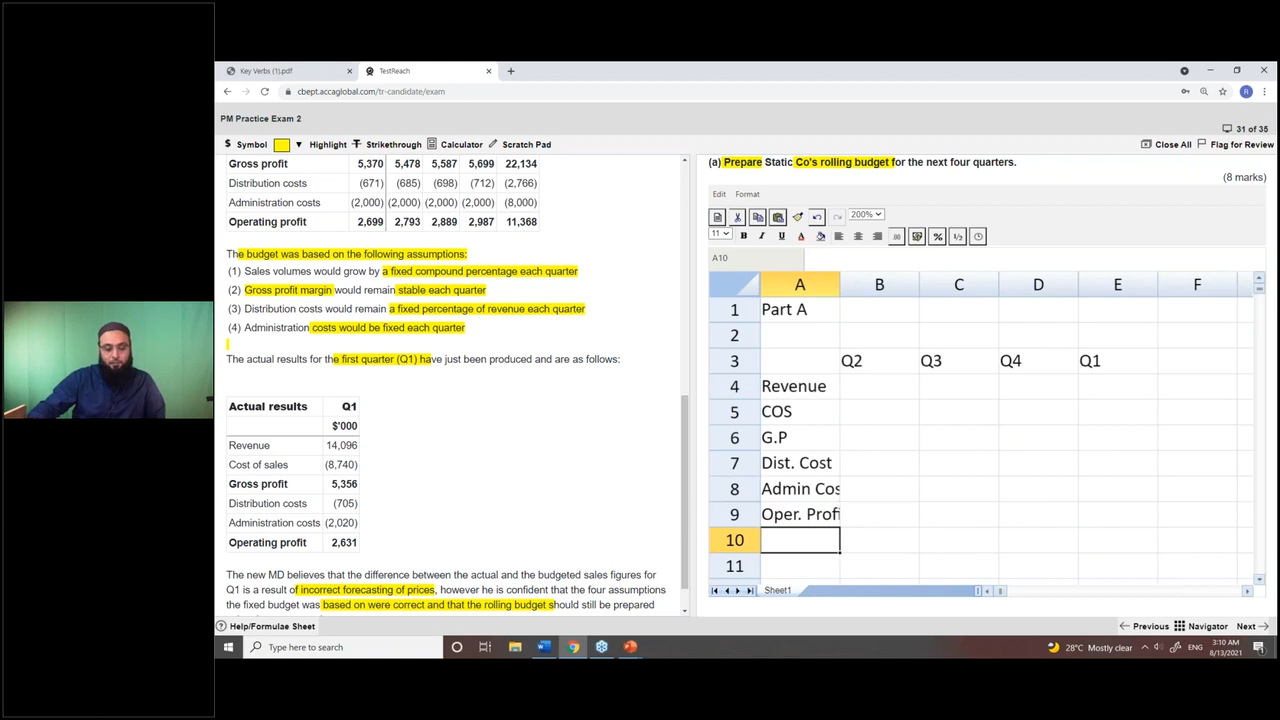 Key Verbs (1).pdf
TestReach
cbept.accaglobal.com/tr-candidate/exam
R
PM Practice Exam 2
31 of 35
$ Symbol Highlight Strikethrough Calculator Scratch Pad
Close All Flag for Review
Gross profit 5,370 5,478 5,587 5,699 22,134
Distribution costs (671) (685) (698) (712) (2,766)
Administration costs (2,000) (2,000) (2,000) (2,000) (8,000)
Operating profit 2,699 2,793 2,889 2,987 11,368
The budget was based on the following assumptions:
(1) Sales volumes would grow by a fixed compound percentage each quarter
(2) Gross profit margin would remain stable each quarter
(3) Distribution costs would remain a fixed percentage of revenue each quarter
(4) Administration costs would be fixed each quarter
The actual results for the first quarter (Q1) have just been produced and are as follows:
Actual results Q1
$'000
Revenue 14,096
Cost of sales (8,740)
Gross profit 5,356
Distribution costs (705)
Administration costs (2,020)
Operating profit 2,631
The new MD believes that the difference between the actual and the budgeted sales figures for
Q1 is a result of incorrect forecasting of prices, however he is confident that the four assumptions
the fixed budget was based on were correct and that the rolling budget should still be prepared
(a) Prepare Static Co's rolling budget for the next four quarters.
(8 marks)
Edit Format
200%
11 B I U A .00 % 1/2
A10
A B C D E F
1 Part A
2
3 Q2 Q3 Q4 Q1
4 Revenue
5 COS
6 G.P
7 Dist. Cost
8 Admin Cos
9 Oper. Profi
10
11
Sheet1
Help/Formulae Sheet
Previous Navigator Next
Type here to search
28°C Mostly clear ENG
3:10 AM
8/13/2021